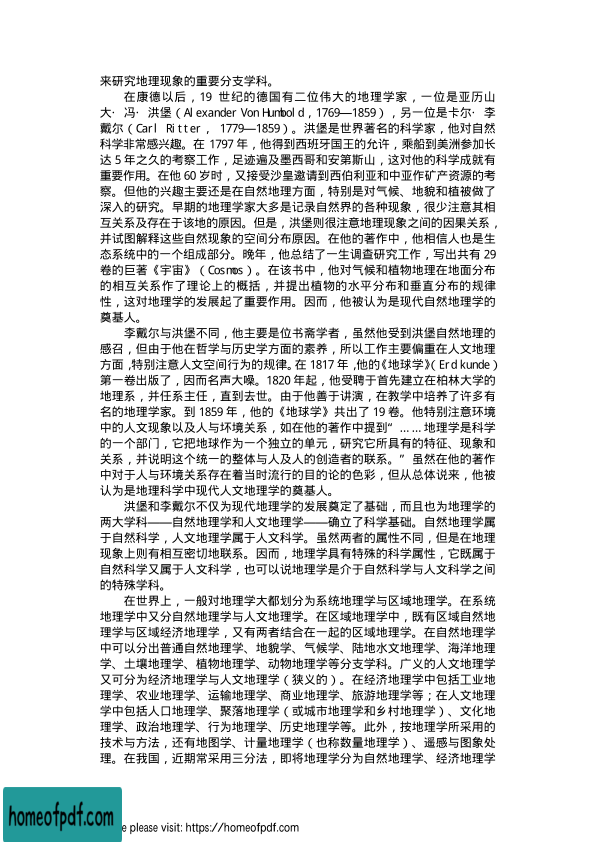 来研究地理现象的重要分支学科。
在康德以后，19 世纪的德国有二位伟大的地理学家，一位是亚历山
大·冯·洪堡（Alexander Von Humbold，1769—1859），另一位是卡尔·李
戴尔（Carl Ritter， 1779—1859）。洪堡是世界著名的科学家，他对自然
科学非常感兴趣。在 1797 年，他得到西班牙国王的允许，乘船到美洲参加长
达 5 年之久的考察工作，足迹遍及墨西哥和安第斯山，这对他的科学成就有
重要作用。在他 60 岁时，又接受沙皇邀请到西伯利亚和中亚作矿产资源的考
察。但他的兴趣主要还是在自然地理方面，特别是对气候、地貌和植被做了
深入的研究。早期的地理学家大多是记录自然界的各种现象，很少注意其相
互关系及存在于该地的原因。但是，洪堡则很注意地理现象之间的因果关系，
并试图解释这些自然现象的空间分布原因。在他的著作中，他相信人也是生
态系统中的一个组成部分。晚年，他总结了一生调查研究工作，写出共有 29
卷的巨著《宇宙》（Cosmos）。在该书中，他对气候和植物地理在地面分布
的相互关系作了理论上的概括，并提出植物的水平分布和垂直分布的规律
性，这对地理学的发展起了重要作用。因而，他被认为是现代自然地理学的
奠基人。
李戴尔与洪堡不同，他主要是位书斋学者，虽然他受到洪堡自然地理的
感召，但由于他在哲学与历史学方面的素养，所以工作主要偏重在人文地理
方面，特别注意人文空间行为的规律。在 1817 年，他的《地球学》（Erdkunde）
第一卷出版了，因而名声大噪。1820 年起，他受聘于首先建立在柏林大学的
地理系，并任系主任，直到去世。由于他善于讲演，在教学中培养了许多有
名的地理学家。到 1859 年，他的《地球学》共出了 19 卷。他特别注意环境
中的人文现象以及人与坏境关系，如在他的著作中提到“……地理学是科学
的一个部门，它把地球作为一个独立的单元，研究它所具有的特征、现象和
关系，并说明这个统一的整体与人及人的创造者的联系。”虽然在他的著作
中对于人与环境关系存在着当时流行的目的论的色彩，但从总体说来，他被
认为是地理科学中现代人文地理学的奠基人。
洪堡和李戴尔不仅为现代地理学的发展奠定了基础，而且也为地理学的
两大学科——自然地理学和人文地理学——确立了科学基础。自然地理学属
于自然科学，人文地理学属于人文科学。虽然两者的属性不同，但是在地理
现象上则有相互密切地联系。因而，地理学具有特殊的科学属性，它既属于
自然科学又属于人文科学，也可以说地理学是介于自然科学与人文科学之间
的特殊学科。
在世界上，一般对地理学大都划分为系统地理学与区域地理学。在系统
地理学中又分自然地理学与人文地理学。在区域地理学中，既有区域自然地
理学与区域经济地理学，又有两者结合在一起的区域地理学。在自然地理学
中可以分出普通自然地理学、地貌学、气候学、陆地水文地理学、海洋地理
学、土壤地理学、植物地理学、动物地理学等分支学科。广义的人文地理学
又可分为经济地理学与人文地理学（狭义的）。在经济地理学中包括工业地
理学、农业地理学、运输地理学、商业地理学、旅游地理学等；在人文地理
学中包括人口地理学、聚落地理学（或城市地理学和乡村地理学）、文化地
理学、政治地理学、行为地理学、历史地理学等。此外，按地理学所采用的
技术与方法，还有地图学、计量地理学（也称数量地理学）、遥感与图象处
理。在我国，近期常采用三分法，即将地理学分为自然地理学、经济地理学
homeofpdf.com
please visit: https://homeofpdf.com